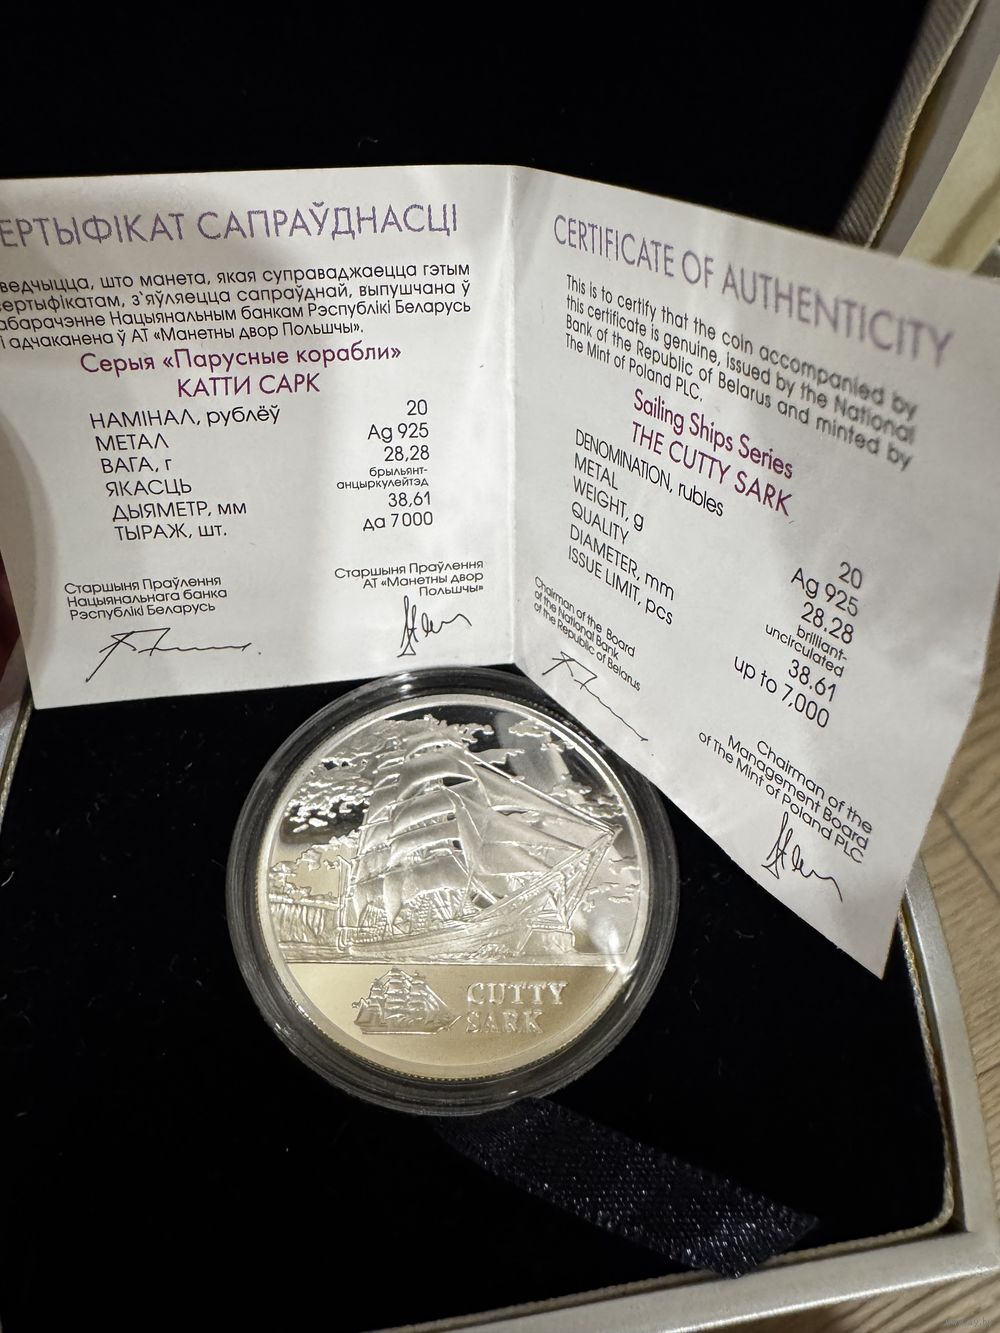 ЕРТЫФІКАТ САПРАЎДНАСЦІ
ведчыцца, што манета, якая суправаджаецца гэтым
ертыфікатам, з'яўляецца сапраўднай, выпушчана ў
абарачэнне Нацыянальным банкам Рэспублікі Беларусь
і адчаканена ў АТ «Манетны двор Польшчы».
Серыя «Парусные корабли»
КАТТИ САРК
НАМІНАЛ, рублёў 20
МЕТАЛ Ag 925
ВАГА, г 28,28
ЯКАСЦЬ брыльянт-
анцыркулейтэд
ДЫЯМЕТР, мм 38,61
ТЫРАЖ, шт. да 7 000
Старшыня Праўлення
Нацыянальнага банка
Рэспублікі Беларусь
Старшыня Праўлення
АТ «Манетны двор
Польшчы»
CERTIFICATE OF AUTHENTICITY
This is to certify that the coin accompanied by
this certificate is genuine, issued by the National
Bank of the Republic of Belarus and minted by
The Mint of Poland PLC.
Sailing Ships Series
THE CUTTY SARK
DENOMINATION, rubles 20
METAL Ag 925
WEIGHT, g 28.28
QUALITY brilliant-
uncirculated
DIAMETER, mm 38.61
ISSUE LIMIT, pcs up to 7,000
Chairman of the Board
of the National Bank
of the Republic of Belarus
Chairman of the
Management Board
of The Mint of Poland PLC
CUTTY
SARK